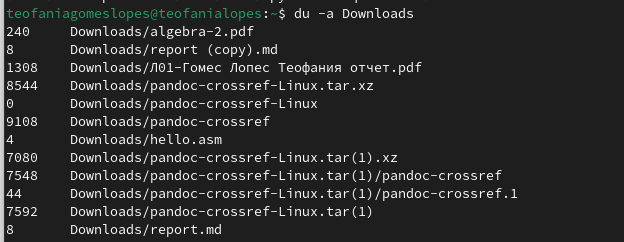 teofaniagomeslopes@teofanialopes:~$ du -a Downloads
240 Downloads/algebra-2.pdf
8 Downloads/report (copy).md
1308 Downloads/Л01-Гомес Лопес Теофания отчет.pdf
8544 Downloads/pandoc-crossref-Linux.tar.xz
0 Downloads/pandoc-crossref-Linux
9108 Downloads/pandoc-crossref
4 Downloads/hello.asm
7080 Downloads/pandoc-crossref-Linux.tar(1).xz
7548 Downloads/pandoc-crossref-Linux.tar(1)/pandoc-crossref
44 Downloads/pandoc-crossref-Linux.tar(1)/pandoc-crossref.1
7592 Downloads/pandoc-crossref-Linux.tar(1)
8 Downloads/report.md